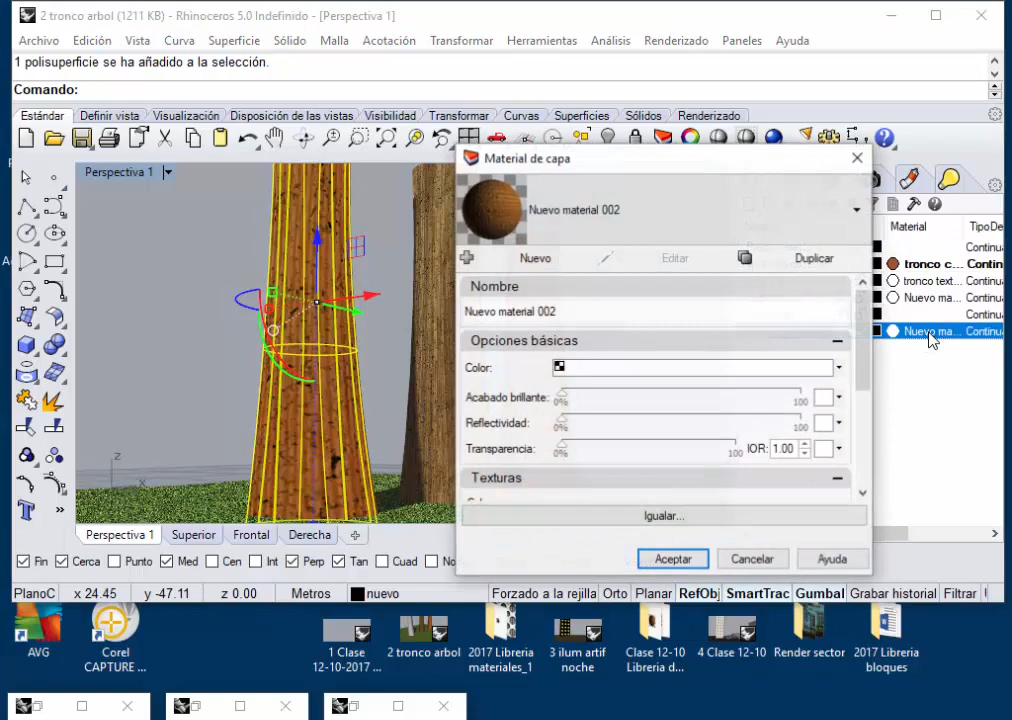 2 tronco arbol (1211 KB) - Rhinoceros 5.0 Indefinido - [Perspectiva 1]
Archivo Edición Vista Curva Superficie Sólido Malla Acotación Transformar Herramientas Análisis Renderizado Paneles Ayuda
1 polisuperficie se ha añadido a la selección.
Comando:
Estándar Definir vista Visualización Disposición de las vistas Visibilidad Transformar Curvas Superficies Sólidos Renderizado
Perspectiva 1
Material de capa
Nuevo material 002
Nuevo Editar Duplicar
Nombre
Nuevo material 002
Opciones básicas
Color:
Acabado brillante: 0% 100
Reflectividad: 0% 100
Transparencia: 0% 100 IOR: 1.00
Texturas
Igualar...
Aceptar Cancelar Ayuda
Material TipoDe
Continu
tronco c... Contin
tronco text Continu
Nuevo ma... Continu
Continu
Nuevo ma... Continu
z
x
Perspectiva 1 Superior Frontal Derecha
Fin Cerca Punto Med Cen Int Perp Tan Cuad No
PlanoC x 24.45 y -47.11 z 0.00 Metros nuevo Forzado a la rejilla Orto Planar RefObj SmartTrac Gumbal Grabar historial Filtrar
AVG
Corel
CAPTURE ...
1 Clase
12-10-2017 ...
2 tronco arbol
2017 Libreria
materiales_1
3 ilum artif
noche
Clase 12-10
Libreria d...
4 Clase 12-10
Render sector
2017 Libreria
bloques